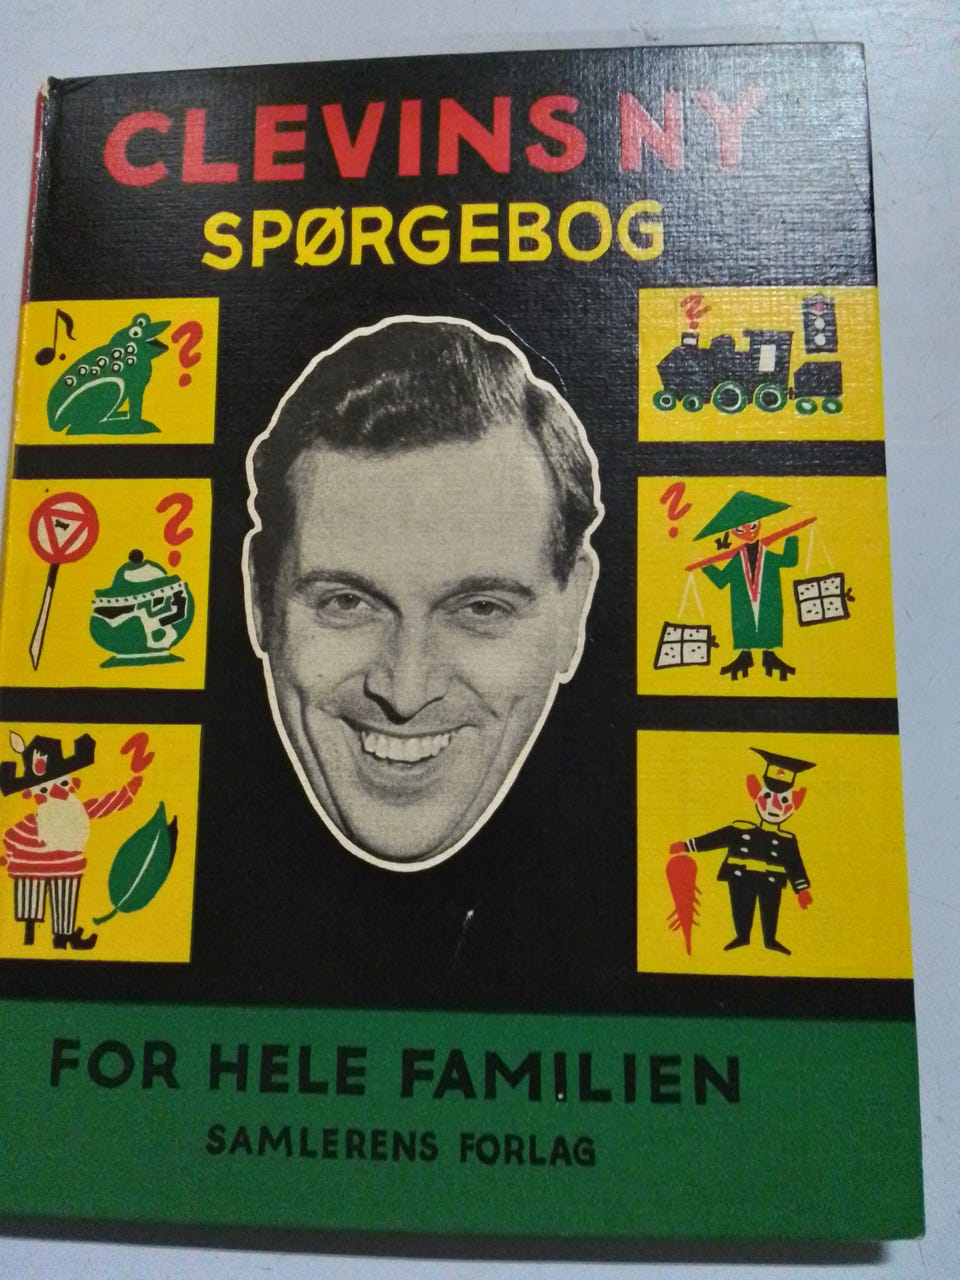 CLEVINS NY
SPØRGEBOG
?
?
?
?
?
FOR HELE FAMILIEN
SAMLERENS FORLAG